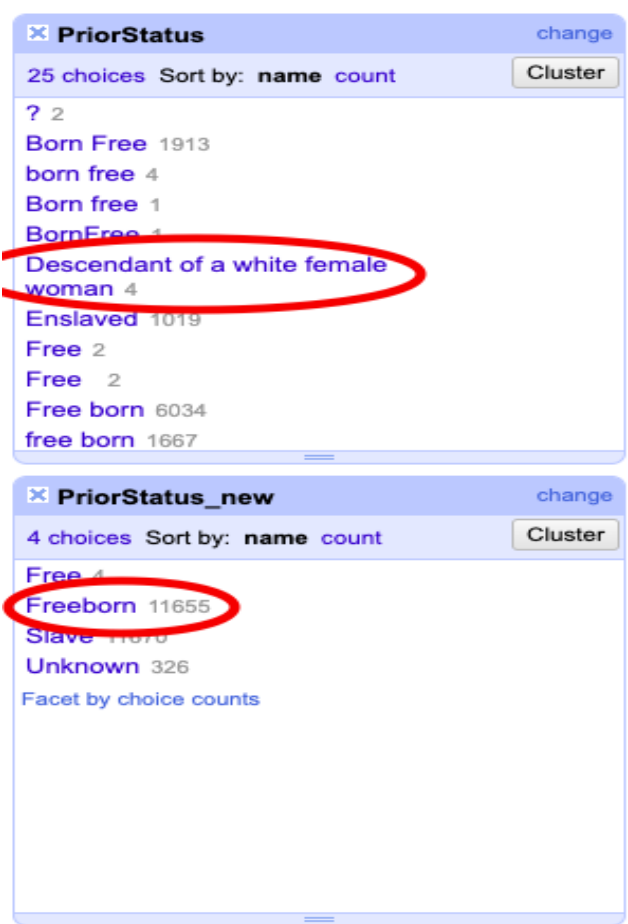 PriorStatus change
25 choices Sort by: name count Cluster
? 2
Born Free 1913
born free 4
Born free 1
BornFree 1
Descendant of a white female
woman 4
Enslaved 1019
Free 2
Free 2
Free born 6034
free born 1667
PriorStatus_new change
4 choices Sort by: name count Cluster
Free 4
Freeborn 11655
Slave 11670
Unknown 326
Facet by choice counts